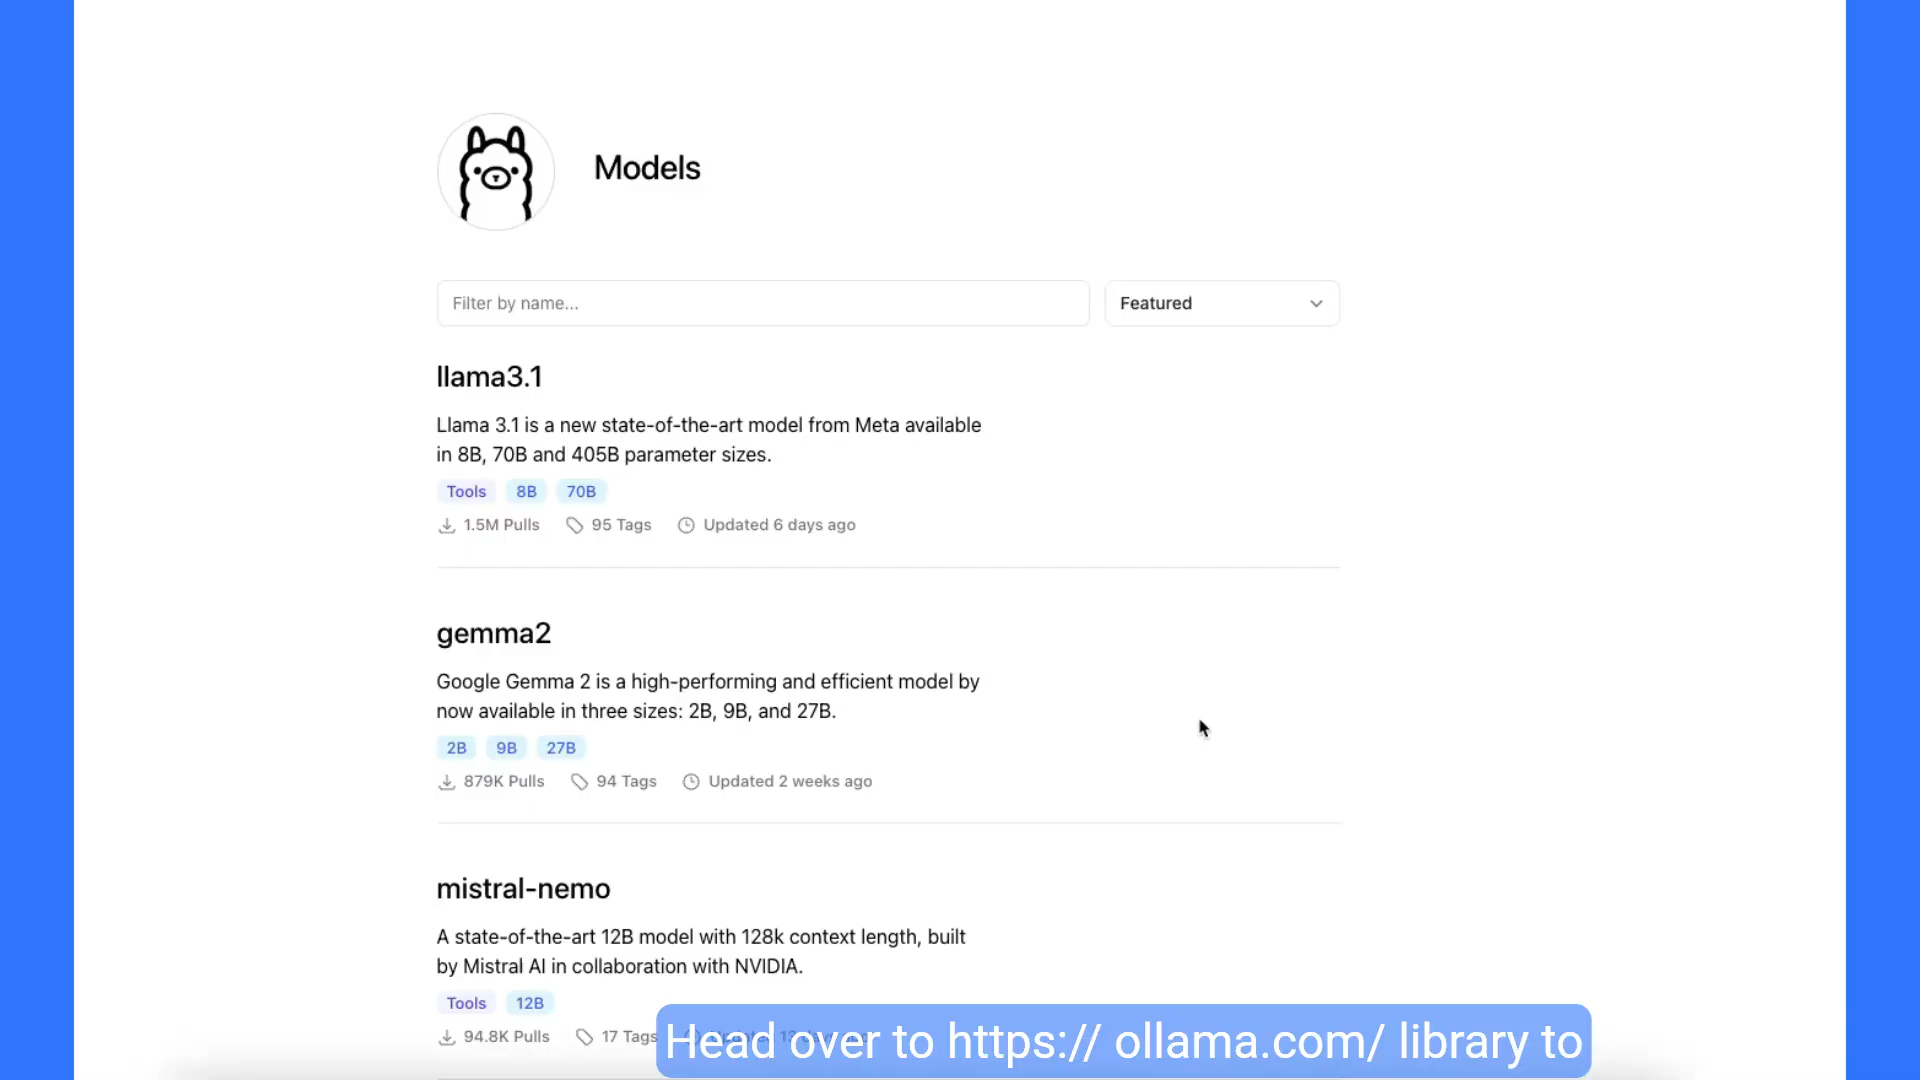 Models
Filter by name...
Featured
llama3.1
Llama 3.1 is a new state-of-the-art model from Meta available
in 8B, 70B and 405B parameter sizes.
Tools 8B 70B
1.5M Pulls 95 Tags Updated 6 days ago
gemma2
Google Gemma 2 is a high-performing and efficient model by
now available in three sizes: 2B, 9B, and 27B.
2B 9B 27B
879K Pulls 94 Tags Updated 2 weeks ago
mistral-nemo
A state-of-the-art 12B model with 128k context length, built
by Mistral AI in collaboration with NVIDIA.
Tools 12B
94.8K Pulls 17 Tags
Head over to https:// ollama.com/ library to